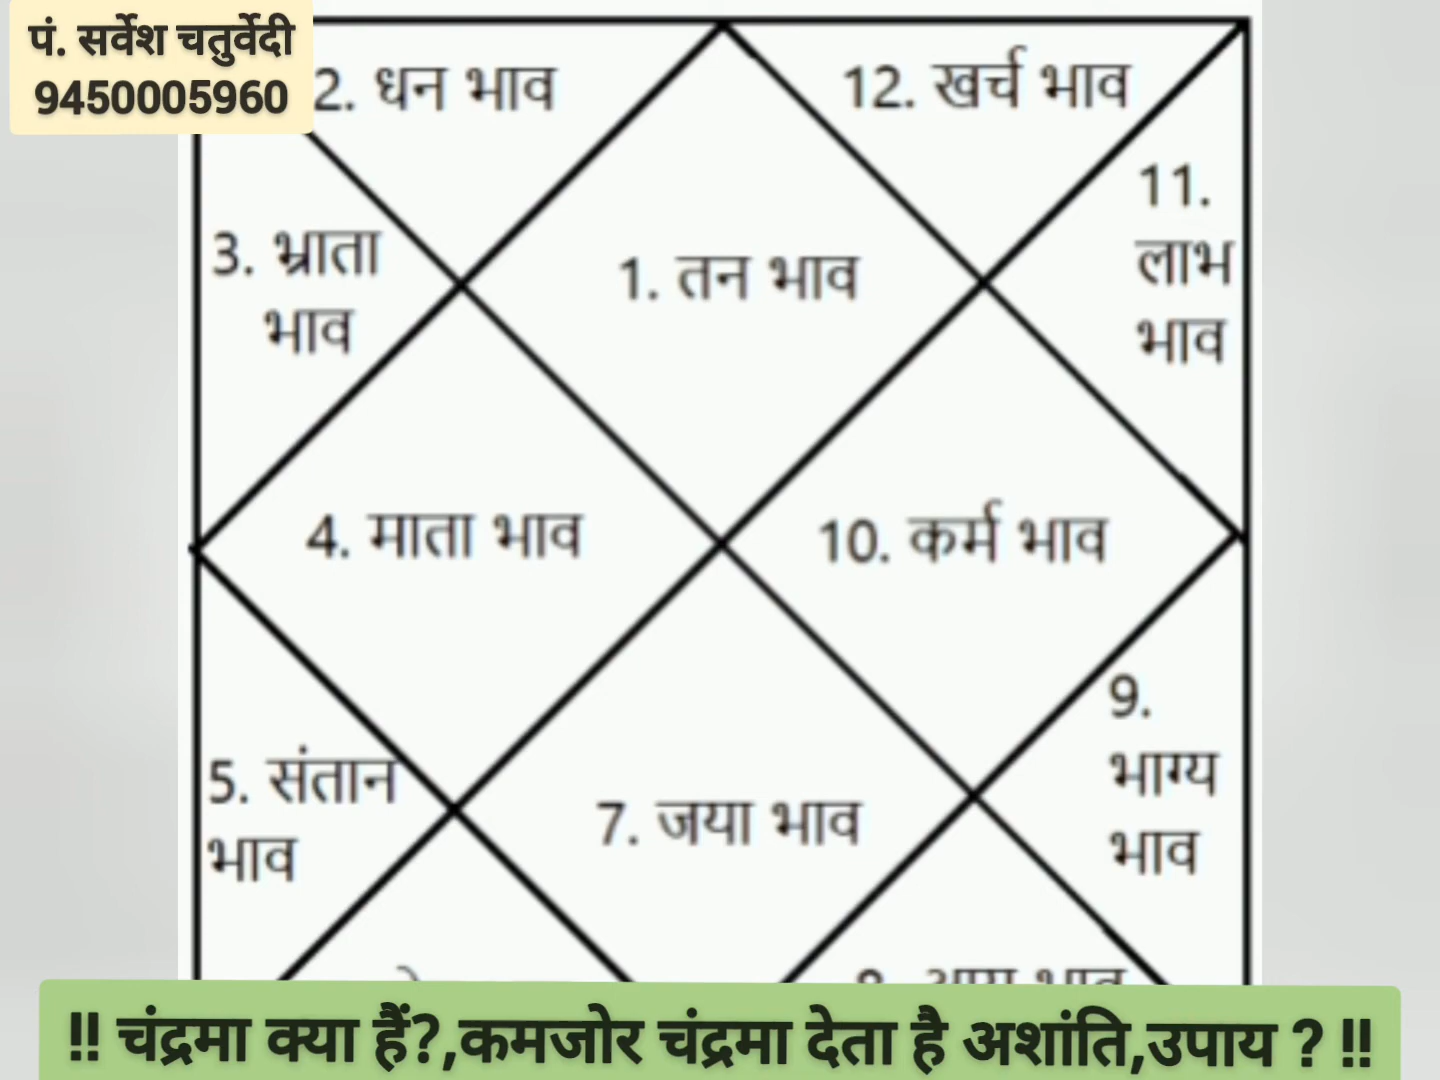 पं. सर्वेश चतुर्वेदी
9450005960
2. धन भाव
12. खर्च भाव
11.
लाभ
भाव
3. भ्राता
भाव
1. तन भाव
4. माता भाव
10. कर्म भाव
9.
भाग्य
भाव
5. संतान
भाव
7. जया भाव
!! चंद्रमा क्या हैं?,कमजोर चंद्रमा देता है अशांति,उपाय ? !!